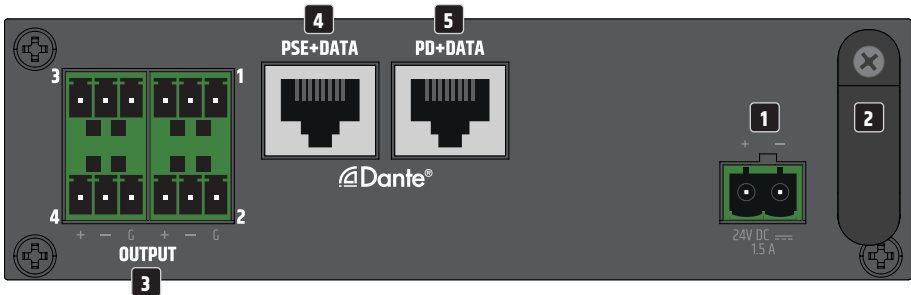 4 5
PSE+DATA PD+DATA
3 1
1
2
+ −
Dante®
4 2
+ − G + − G
24V DC ⎓
1.5 A
OUTPUT
3